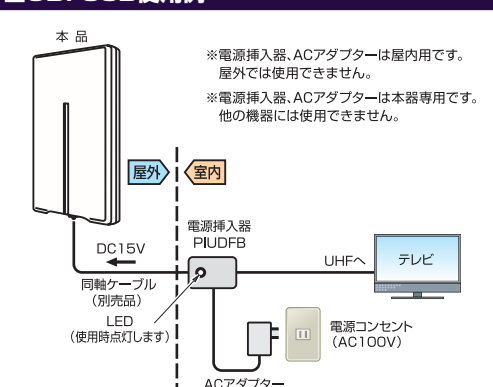 本 品
※電源挿入器、ACアダプターは屋内用です。
屋外では使用できません。
※電源挿入器、ACアダプターは本器専用です。
他の機器には使用できません。
屋外
室内
電源挿入器
PIUDFB
DC15V
UHFへ
テレビ
同軸ケーブル
(別売品)
LED
(使用時点灯します)
電源コンセント
(AC100V)
ACアダプター